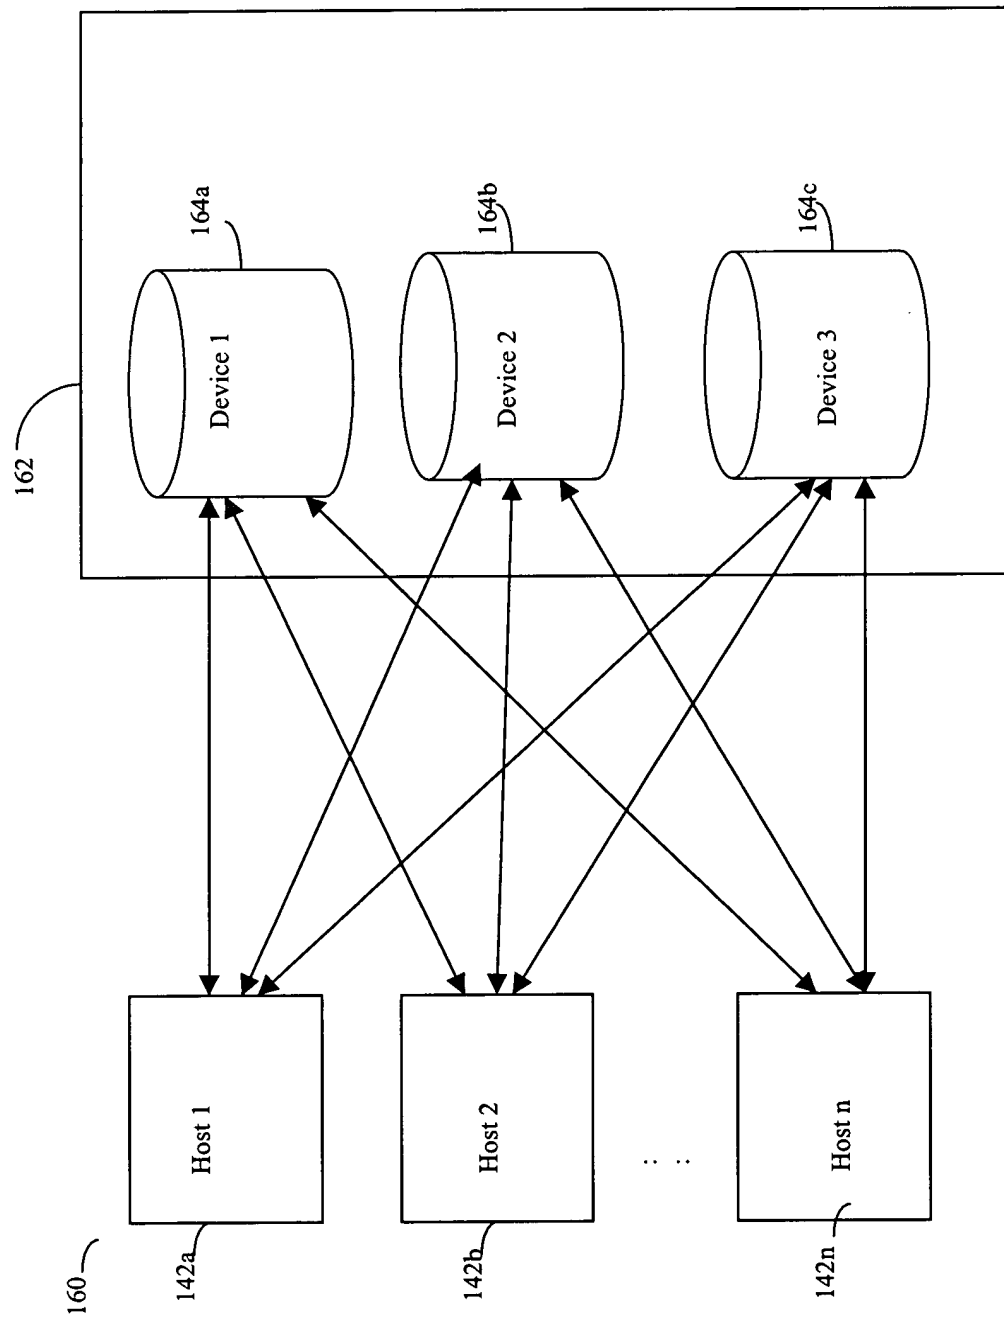 160
162
142a
Host 1
Device 1
164a
142b
Host 2
Device 2
164b
: :
142n
Host n
Device 3
164c